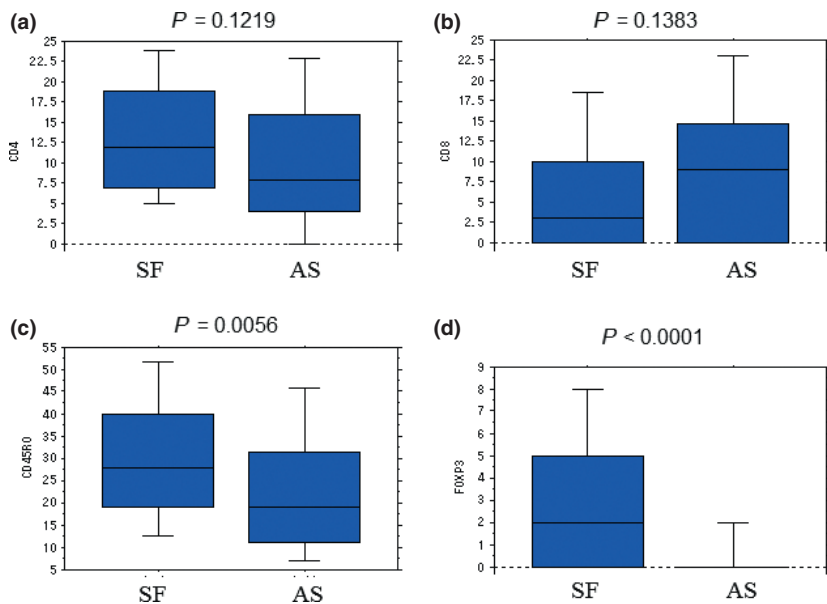 (a)
P = 0.1219
CD4
25
22.5
20
17.5
15
12.5
10
7.5
5
2.5
0
SF
AS
(b)
P = 0.1383
CD8
25
22.5
20
17.5
15
12.5
10
7.5
5
2.5
0
SF
AS
(c)
P = 0.0056
CD45RO
55
50
45
40
35
30
25
20
15
10
5
SF
AS
(d)
P < 0.0001
FOXP3
9
8
7
6
5
4
3
2
1
0
SF
AS